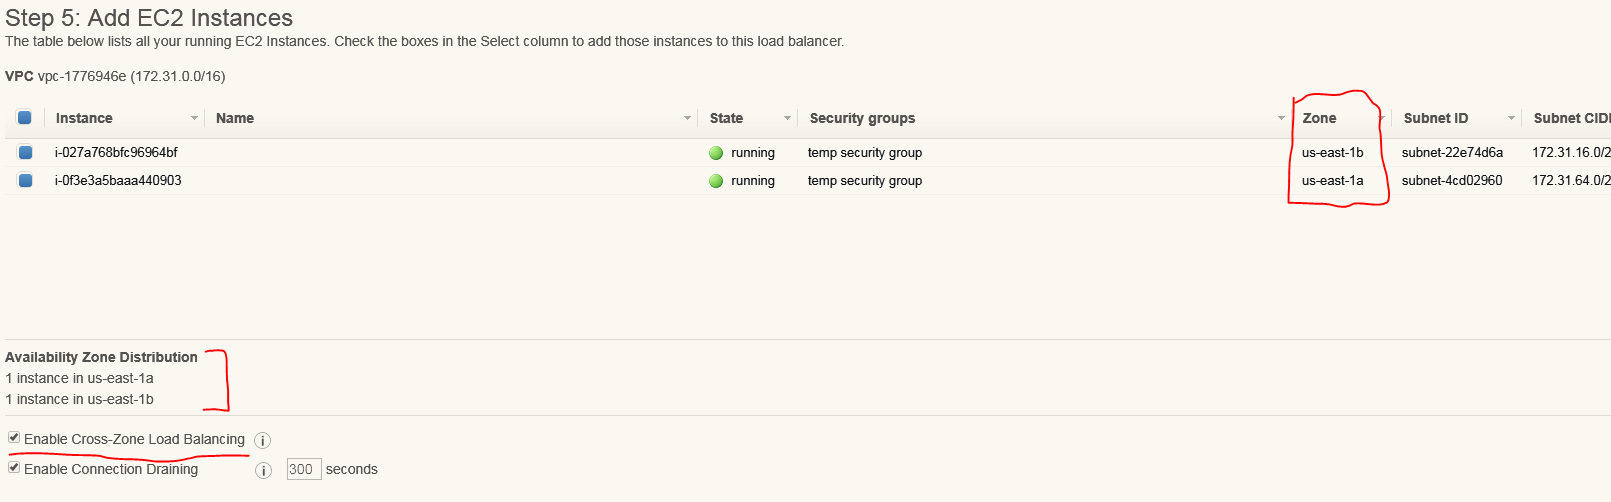 Step 5: Add EC2 Instances
The table below lists all your running EC2 Instances. Check the boxes in the Select column to add those instances to this load balancer.
VPC vpc-1776946e (172.31.0.0/16)
Instance Name State Security groups Zone Subnet ID Subnet CIDI
i-027a768bfc96964bf running temp security group us-east-1b subnet-22e74d6a 172.31.16.0/2
i-0f3e3a5baaa440903 running temp security group us-east-1a subnet-4cd02960 172.31.64.0/2
Availability Zone Distribution
1 instance in us-east-1a
1 instance in us-east-1b
Enable Cross-Zone Load Balancing
Enable Connection Draining 300 seconds